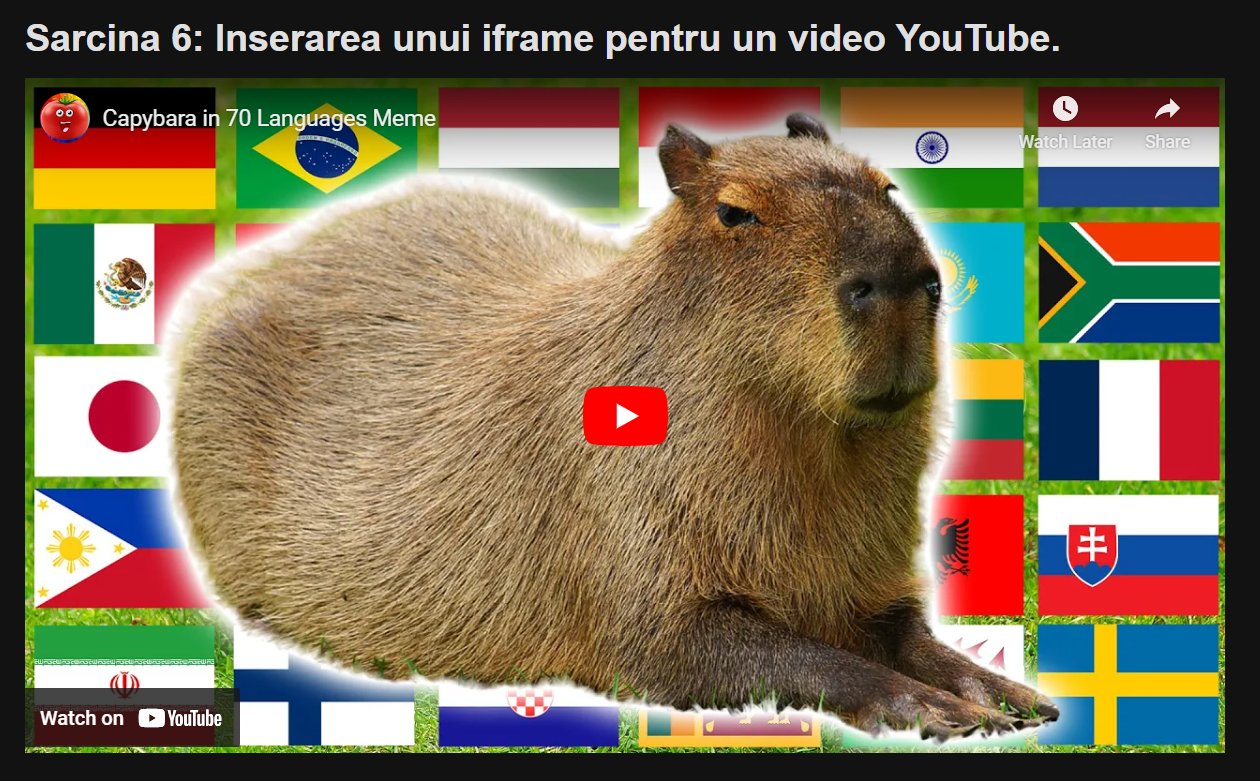 Sarcina 6: Inserarea unui iframe pentru un video YouTube.
Capybara in 70 Languages Meme
Watch Later
Share
Watch on YouTube